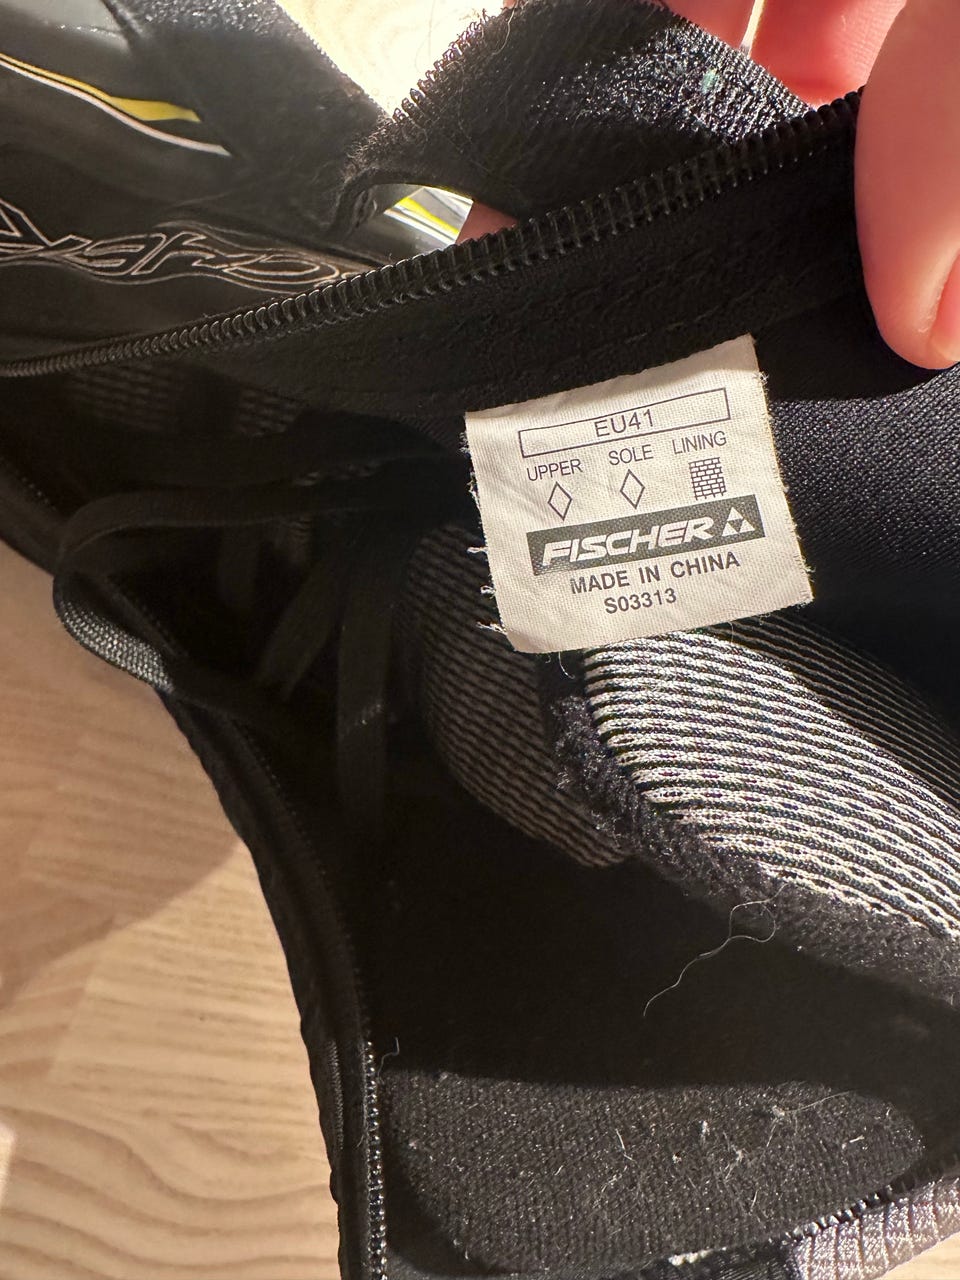 EU41
UPPER SOLE LINING
FISCHER
MADE IN CHINA
S03313